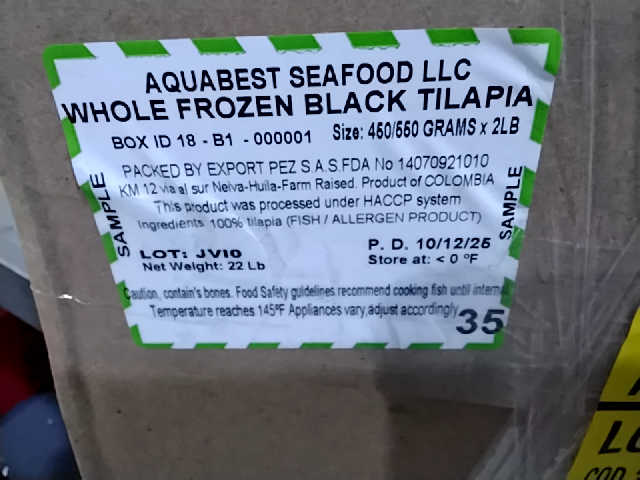 AQUABEST SEAFOOD LLC
WHOLE FROZEN BLACK TILAPIA
BOX ID 18 - B1 - 000001 Size: 450/550 GRAMS x 2LB
PACKED BY EXPORT PEZ S.A.S.FDA No 14070921010
KM 12 via al sur Neiva-Huila-Farm Raised. Product of COLOMBIA
This product was processed under HACCP system
Ingredients: 100% tilapia (FISH / ALLERGEN PRODUCT)
SAMPLE
SAMPLE
LOT: JV10 P. D. 10/12/25
Net Weight: 22 Lb Store at: < 0 ºF
Caution, contain's bones. Food Safety guidelines recommend cooking fish until internal
Temperature reaches 145ºF Appliances vary,adjust accordingly.
35